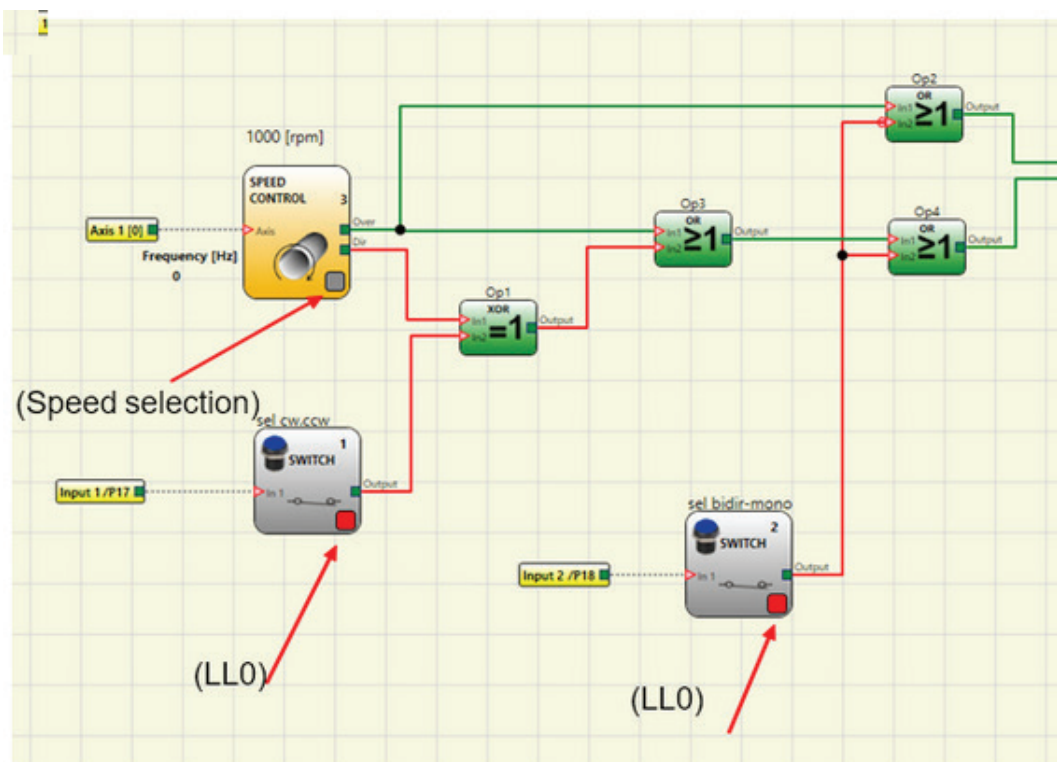 1
Op2
OR
In1
In2
≥1
Output
1000 [rpm]
SPEED
CONTROL
3
Over
Dir
Axis
Axis 1 [0]
Frequency [Hz]
0
Op3
OR
In1
In2
≥1
Output
Op4
OR
In1
In2
≥1
Output
Op1
XOR
In1
In2
=1
Output
(Speed selection)
sel cw.ccw
1
SWITCH
In 1
Output
Input 1 /P17
sel bidir-mono
2
SWITCH
In 1
Output
Input 2 /P18
(LL0)
(LL0)